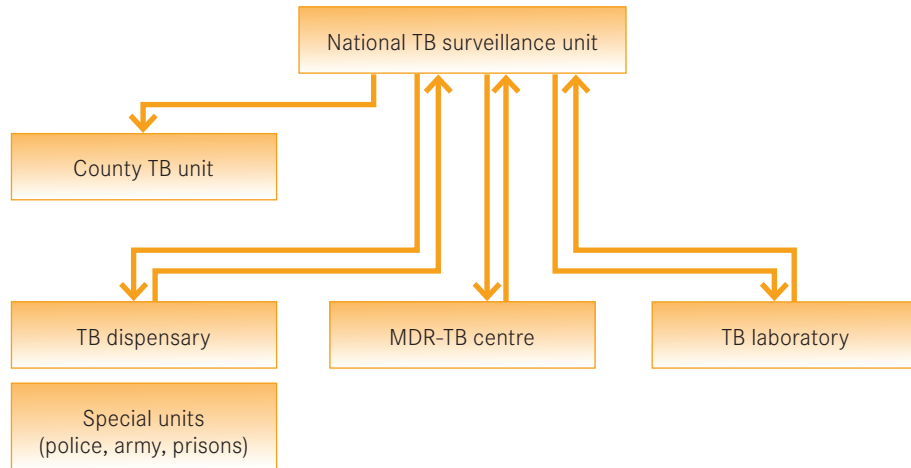 National TB surveillance unit
County TB unit
TB dispensary
MDR-TB centre
TB laboratory
Special units
(police, army, prisons)